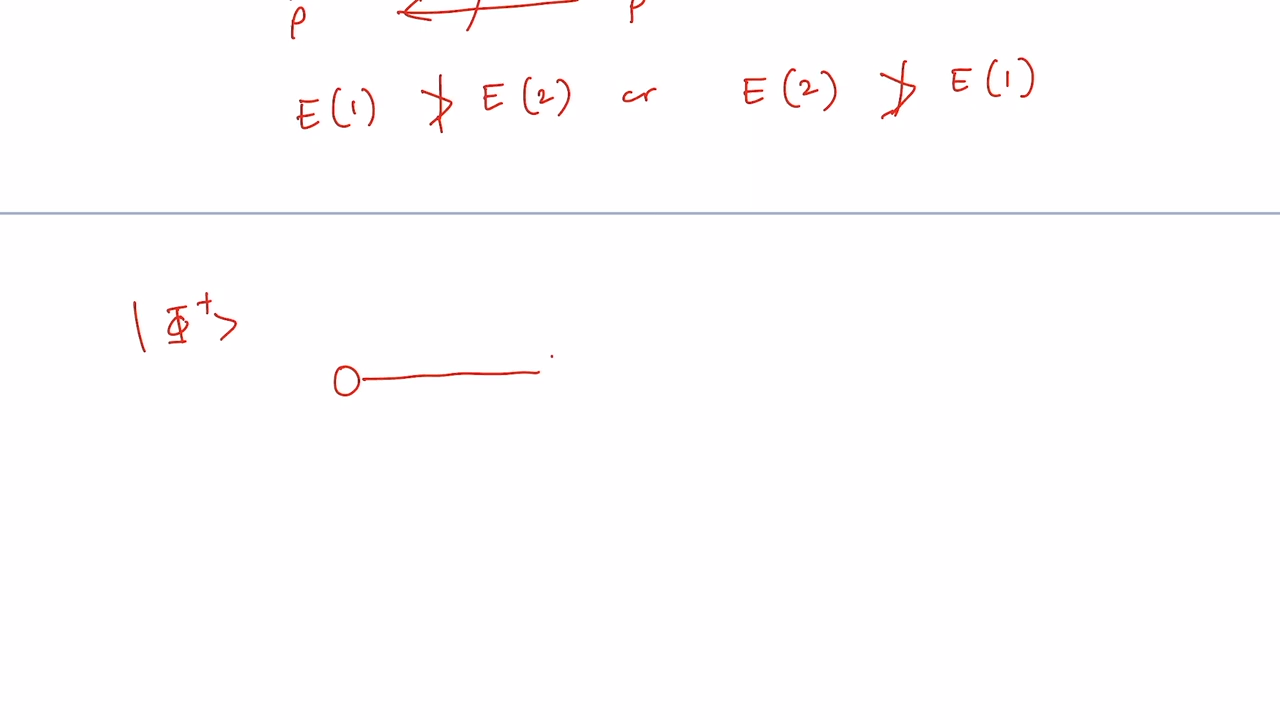 ρ ρ
E(1) ≯ E(2) or E(2) ≯ E(1)
|Φ⁺>